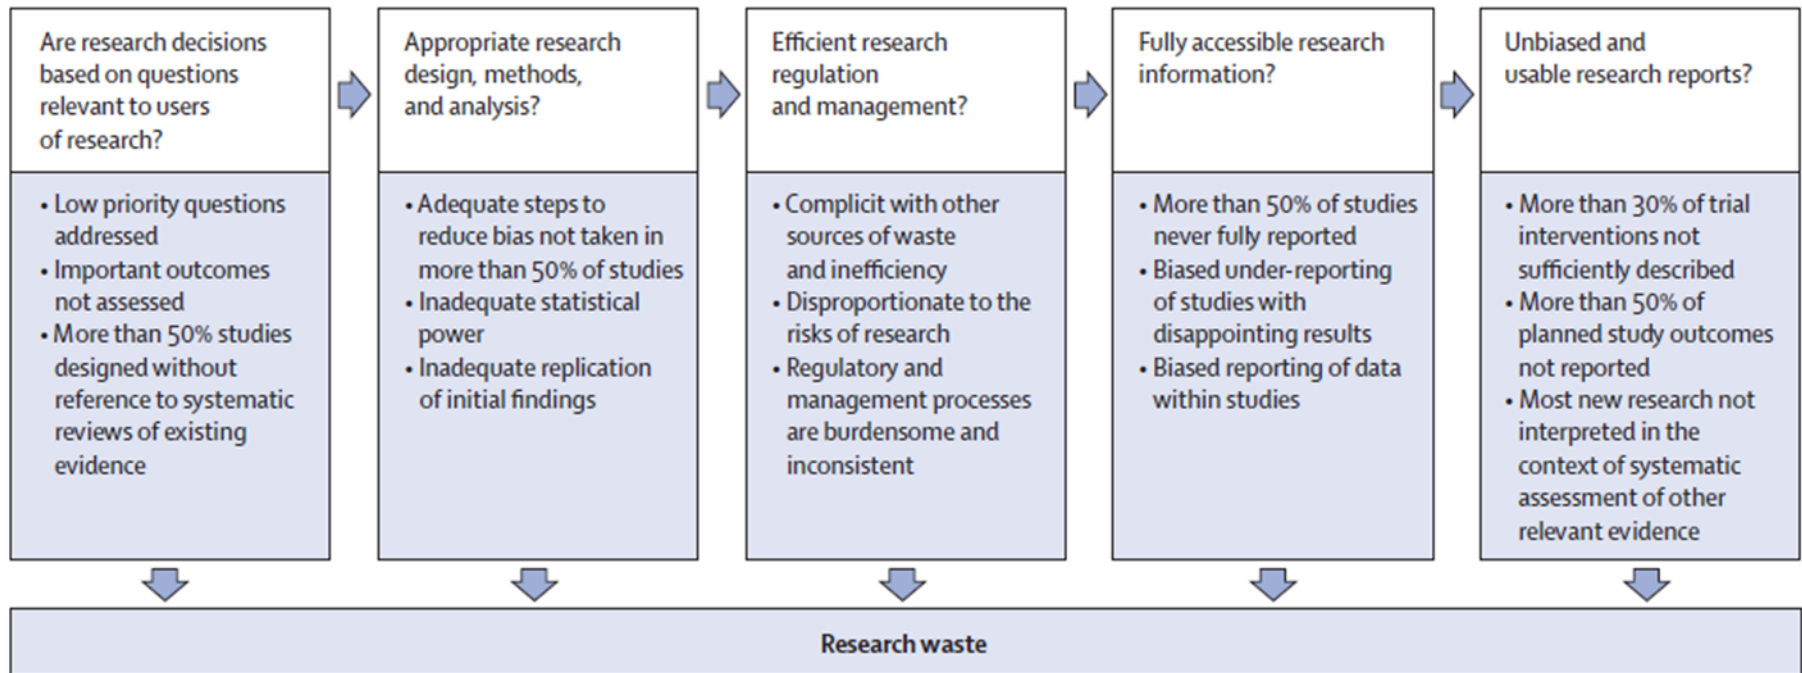 Are research decisions
based on questions
relevant to users
of research?
• Low priority questions
addressed
• Important outcomes
not assessed
• More than 50% studies
designed without
reference to systematic
reviews of existing
evidence
Appropriate research
design, methods,
and analysis?
• Adequate steps to
reduce bias not taken in
more than 50% of studies
• Inadequate statistical
power
• Inadequate replication
of initial findings
Efficient research
regulation
and management?
• Complicit with other
sources of waste
and inefficiency
• Disproportionate to the
risks of research
• Regulatory and
management processes
are burdensome and
inconsistent
Fully accessible research
information?
• More than 50% of studies
never fully reported
• Biased under-reporting
of studies with
disappointing results
• Biased reporting of data
within studies
Unbiased and
usable research reports?
• More than 30% of trial
interventions not
sufficiently described
• More than 50% of
planned study outcomes
not reported
• Most new research not
interpreted in the
context of systematic
assessment of other
relevant evidence
Research waste